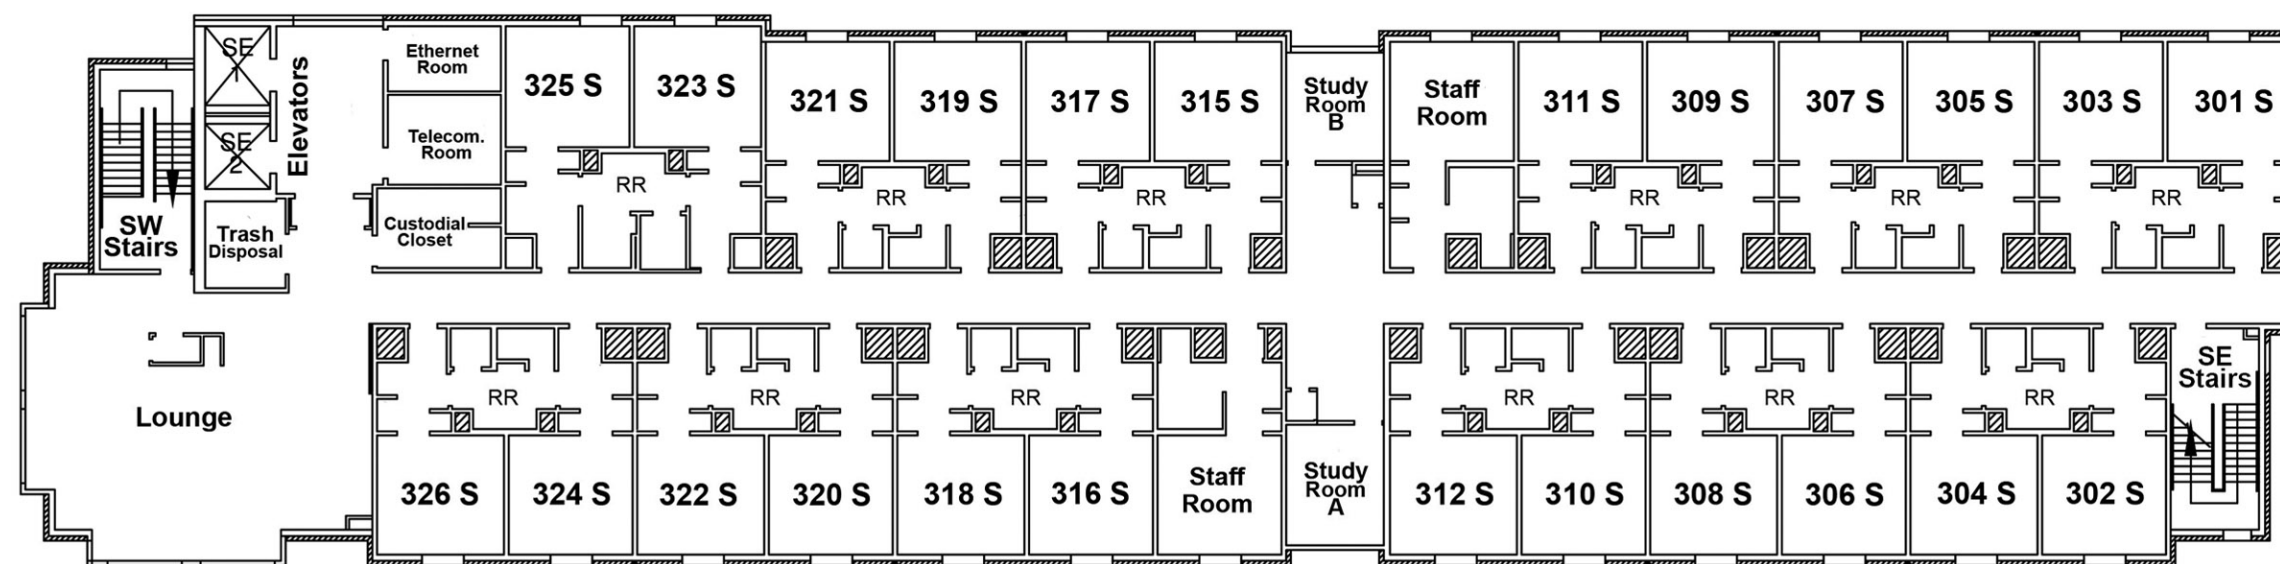 SE
1
Elevators
SE
2
Ethernet
Room
Telecom.
Room
Custodial
Closet
SW
Stairs
Trash
Disposal
325 S
323 S
RR
321 S
319 S
RR
317 S
315 S
RR
Study
Room
B
Staff
Room
311 S
309 S
RR
307 S
305 S
RR
303 S
301 S
RR
Lounge
RR
326 S
324 S
RR
322 S
320 S
RR
318 S
316 S
Staff
Room
Study
Room
A
RR
312 S
310 S
RR
308 S
306 S
RR
304 S
302 S
SE
Stairs